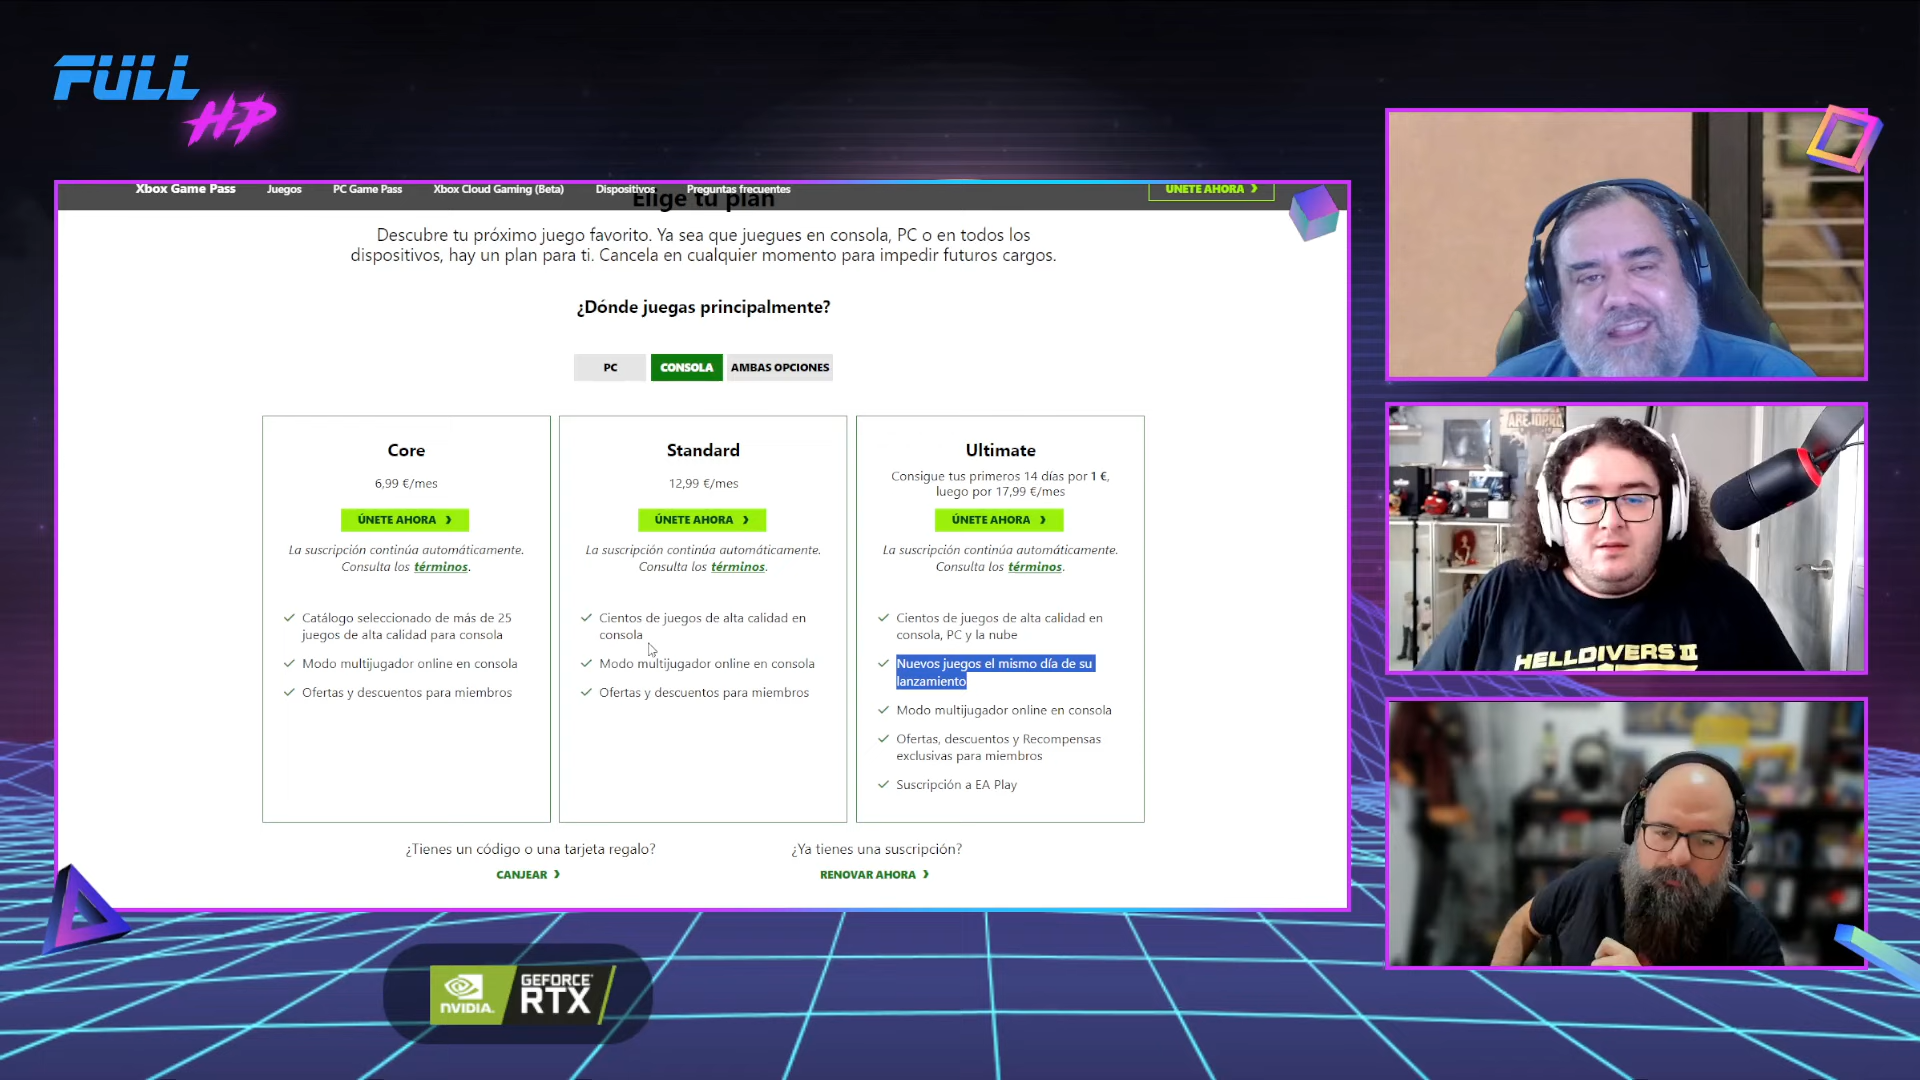 FULL
HP
Xbox Game Pass
Juegos
PC Game Pass
Xbox Cloud Gaming (Beta)
Dispositivos
Preguntas frecuentes
ÚNETE AHORA
Elige tu plan
Descubre tu próximo juego favorito. Ya sea que juegues en consola, PC o en todos los
dispositivos, hay un plan para ti. Cancela en cualquier momento para impedir futuros cargos.
¿Dónde juegas principalmente?
PC
CONSOLA
AMBAS OPCIONES
Core
6,99 €/mes
ÚNETE AHORA
La suscripción continúa automáticamente.
Consulta los términos.
Catálogo seleccionado de más de 25
juegos de alta calidad para consola
Modo multijugador online en consola
Ofertas y descuentos para miembros
Standard
12,99 €/mes
ÚNETE AHORA
La suscripción continúa automáticamente.
Consulta los términos.
Cientos de juegos de alta calidad en
consola
Modo multijugador online en consola
Ofertas y descuentos para miembros
Ultimate
Consigue tus primeros 14 días por 1 €,
luego por 17,99 €/mes
ÚNETE AHORA
La suscripción continúa automáticamente.
Consulta los términos.
Cientos de juegos de alta calidad en
consola, PC y la nube
Nuevos juegos el mismo día de su
lanzamiento
Modo multijugador online en consola
Ofertas, descuentos y Recompensas
exclusivas para miembros
Suscripción a EA Play
¿Tienes un código o una tarjeta regalo?
CANJEAR
¿Ya tienes una suscripción?
RENOVAR AHORA
HELLDIVERS II
NVIDIA.
GEFORCE
RTX